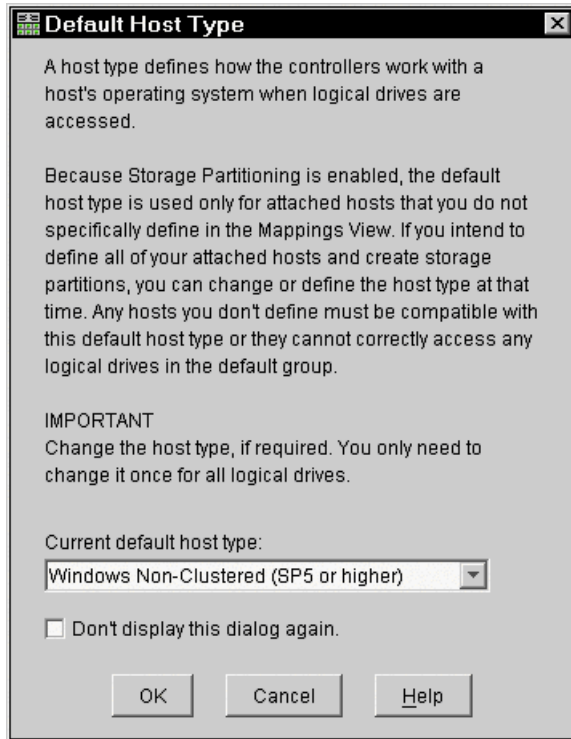 Default Host Type
A host type defines how the controllers work with a
host's operating system when logical drives are
accessed.
Because Storage Partitioning is enabled, the default
host type is used only for attached hosts that you do not
specifically define in the Mappings View. If you intend to
define all of your attached hosts and create storage
partitions, you can change or define the host type at that
time. Any hosts you don't define must be compatible with
this default host type or they cannot correctly access any
logical drives in the default group.
IMPORTANT
Change the host type, if required. You only need to
change it once for all logical drives.
Current default host type:
Windows Non-Clustered (SP5 or higher)
Don't display this dialog again.
OK Cancel Help